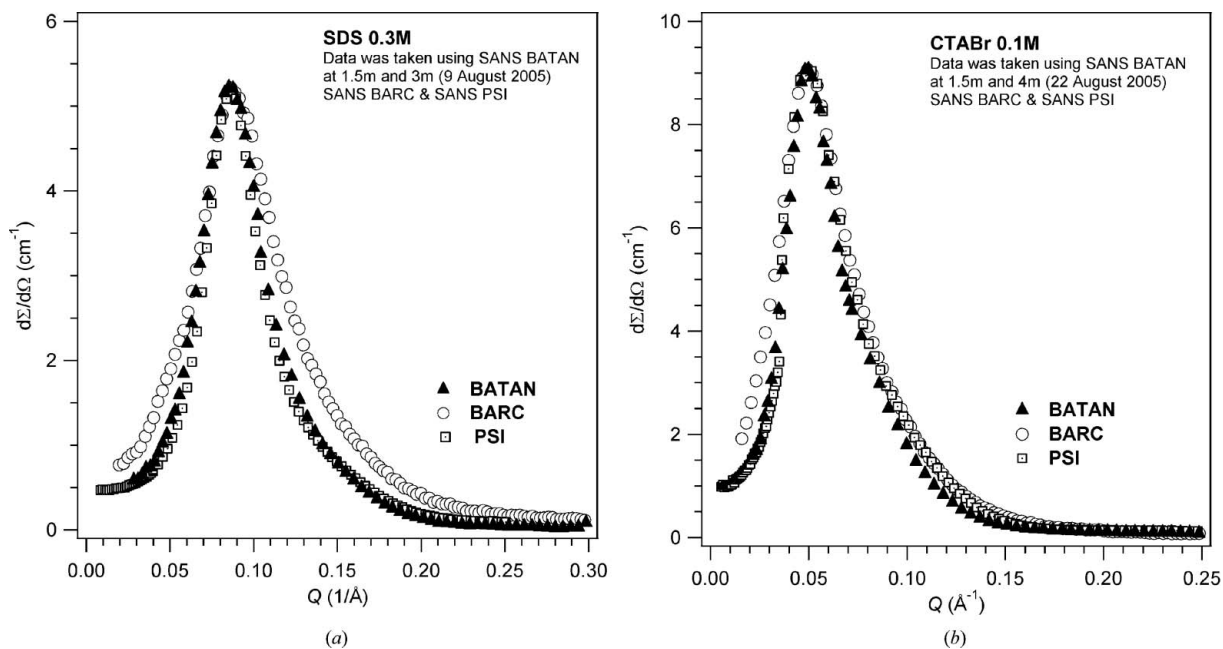 6
4
2
0
dΣ/dΩ (cm⁻¹)
SDS 0.3M
Data was taken using SANS BATAN
at 1.5m and 3m (9 August 2005)
SANS BARC & SANS PSI
BATAN
BARC
PSI
0.00 0.05 0.10 0.15 0.20 0.25 0.30
Q (1/Å)
(a)
10
8
6
4
2
0
dΣ/dΩ (cm⁻¹)
CTABr 0.1M
Data was taken using SANS BATAN
at 1.5m and 4m (22 August 2005)
SANS BARC & SANS PSI
BATAN
BARC
PSI
0.00 0.05 0.10 0.15 0.20 0.25
Q (Å⁻¹)
(b)